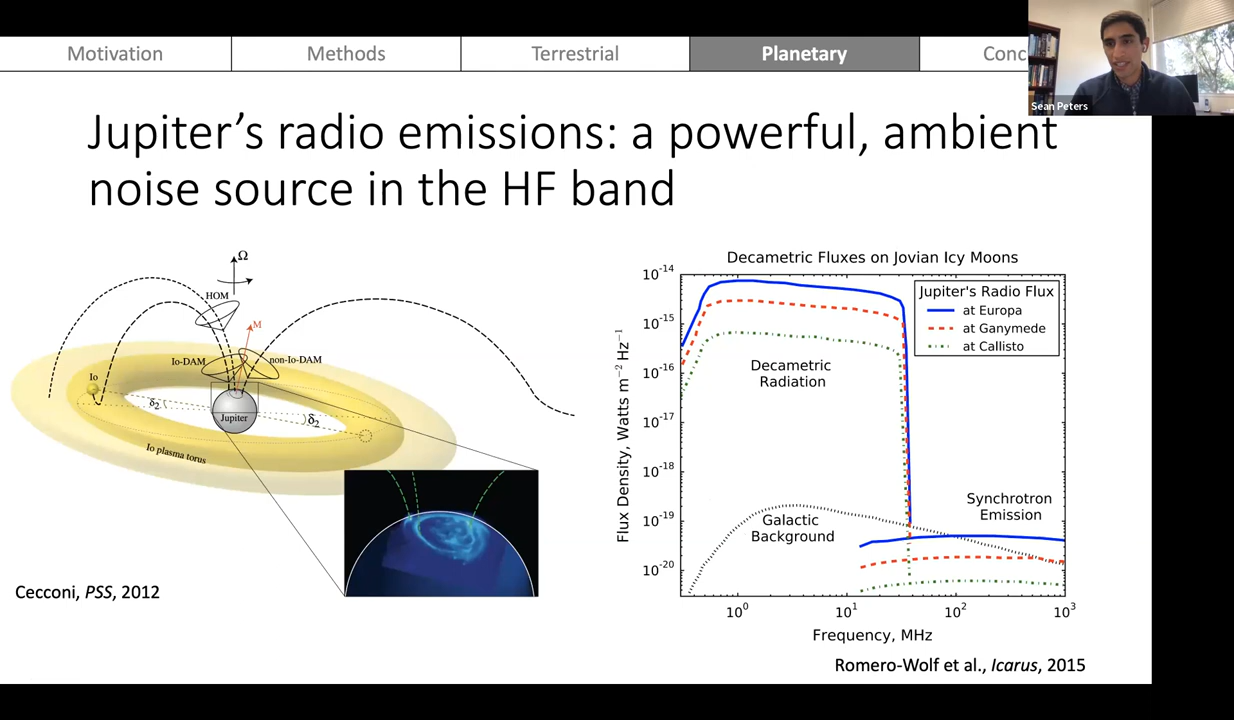 Motivation
Methods
Terrestrial
Planetary
Conc
Sean Peters
Jupiter’s radio emissions: a powerful, ambient
noise source in the HF band
Ω
HOM
M
Io-DAM
non-Io-DAM
Io
δ2
Jupiter
δ2
Io plasma torus
Cecconi, PSS, 2012
Decametric Fluxes on Jovian Icy Moons
Flux Density, Watts m−2 Hz−1
10-14
10-15
10-16
10-17
10-18
10-19
10-20
Jupiter's Radio Flux
at Europa
at Ganymede
at Callisto
Decametric
Radiation
Synchrotron
Emission
Galactic
Background
100
101
102
103
Frequency, MHz
Romero-Wolf et al., Icarus, 2015